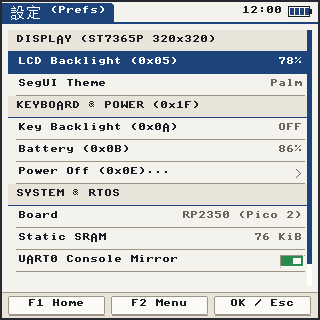 設定 (Prefs) 12:00
DISPLAY (ST7365P 320x320)
LCD Backlight (0x05) 78%
SegUI Theme Palm
KEYBOARD & POWER (0x1F)
Key Backlight (0x0A) OFF
Battery (0x0B) 86%
Power Off (0x0E)...
SYSTEM & RTOS
Board RP2350 (Pico 2)
Static SRAM 76 KiB
UART0 Console Mirror
F1 Home F2 Menu OK / Esc